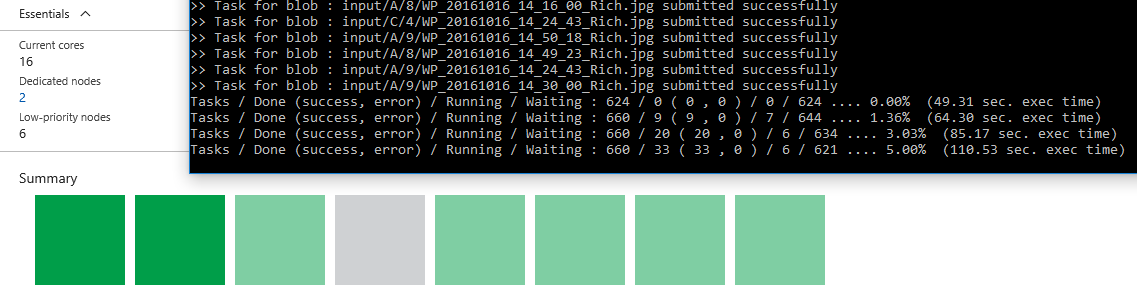 Essentials
Current cores
16
Dedicated nodes
2
Low-priority nodes
6
>> Task for blob : input/A/8/WP_20161016_14_16_00_Rich.jpg submitted successfully
>> Task for blob : input/C/4/WP_20161016_14_24_43_Rich.jpg submitted successfully
>> Task for blob : input/A/9/WP_20161016_14_50_18_Rich.jpg submitted successfully
>> Task for blob : input/A/8/WP_20161016_14_49_23_Rich.jpg submitted successfully
>> Task for blob : input/A/9/WP_20161016_14_24_43_Rich.jpg submitted successfully
>> Task for blob : input/A/9/WP_20161016_14_30_00_Rich.jpg submitted successfully
Tasks / Done (success, error) / Running / Waiting : 624 / 0 ( 0 , 0 ) / 0 / 624 .... 0.00%  (49.31 sec. exec time)
Tasks / Done (success, error) / Running / Waiting : 660 / 9 ( 9 , 0 ) / 7 / 644 .... 1.36%  (64.30 sec. exec time)
Tasks / Done (success, error) / Running / Waiting : 660 / 20 ( 20 , 0 ) / 6 / 634 .... 3.03%  (85.17 sec. exec time)
Tasks / Done (success, error) / Running / Waiting : 660 / 33 ( 33 , 0 ) / 6 / 621 .... 5.00%  (110.53 sec. exec time)
Summary